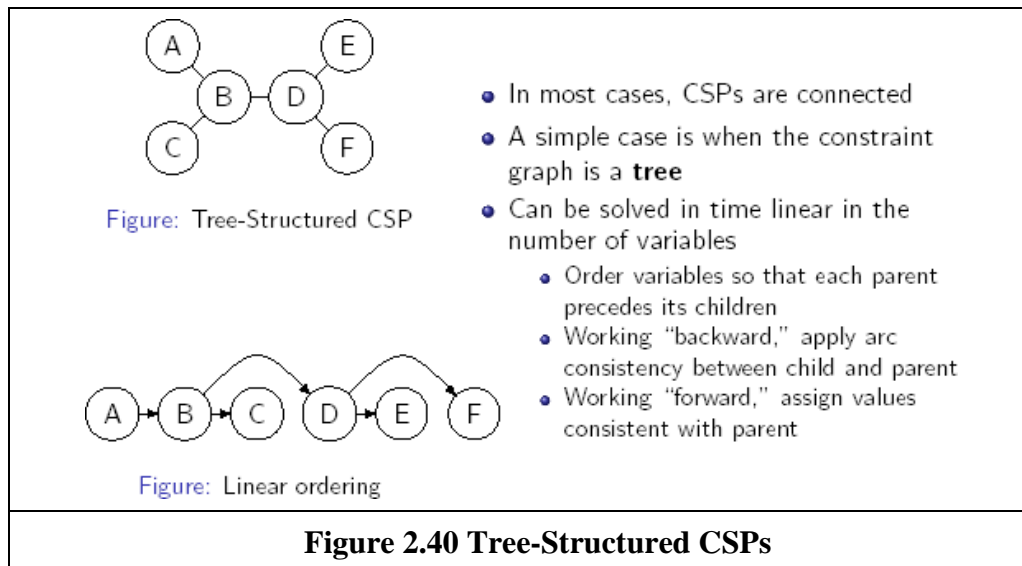 A
E
B
D
C
F
Figure: Tree-Structured CSP
In most cases, CSPs are connected
A simple case is when the constraint
graph is a tree
Can be solved in time linear in the
number of variables
Order variables so that each parent
precedes its children
Working “backward,” apply arc
consistency between child and parent
Working “forward,” assign values
consistent with parent
A B C D E F
Figure: Linear ordering
Figure 2.40 Tree-Structured CSPs